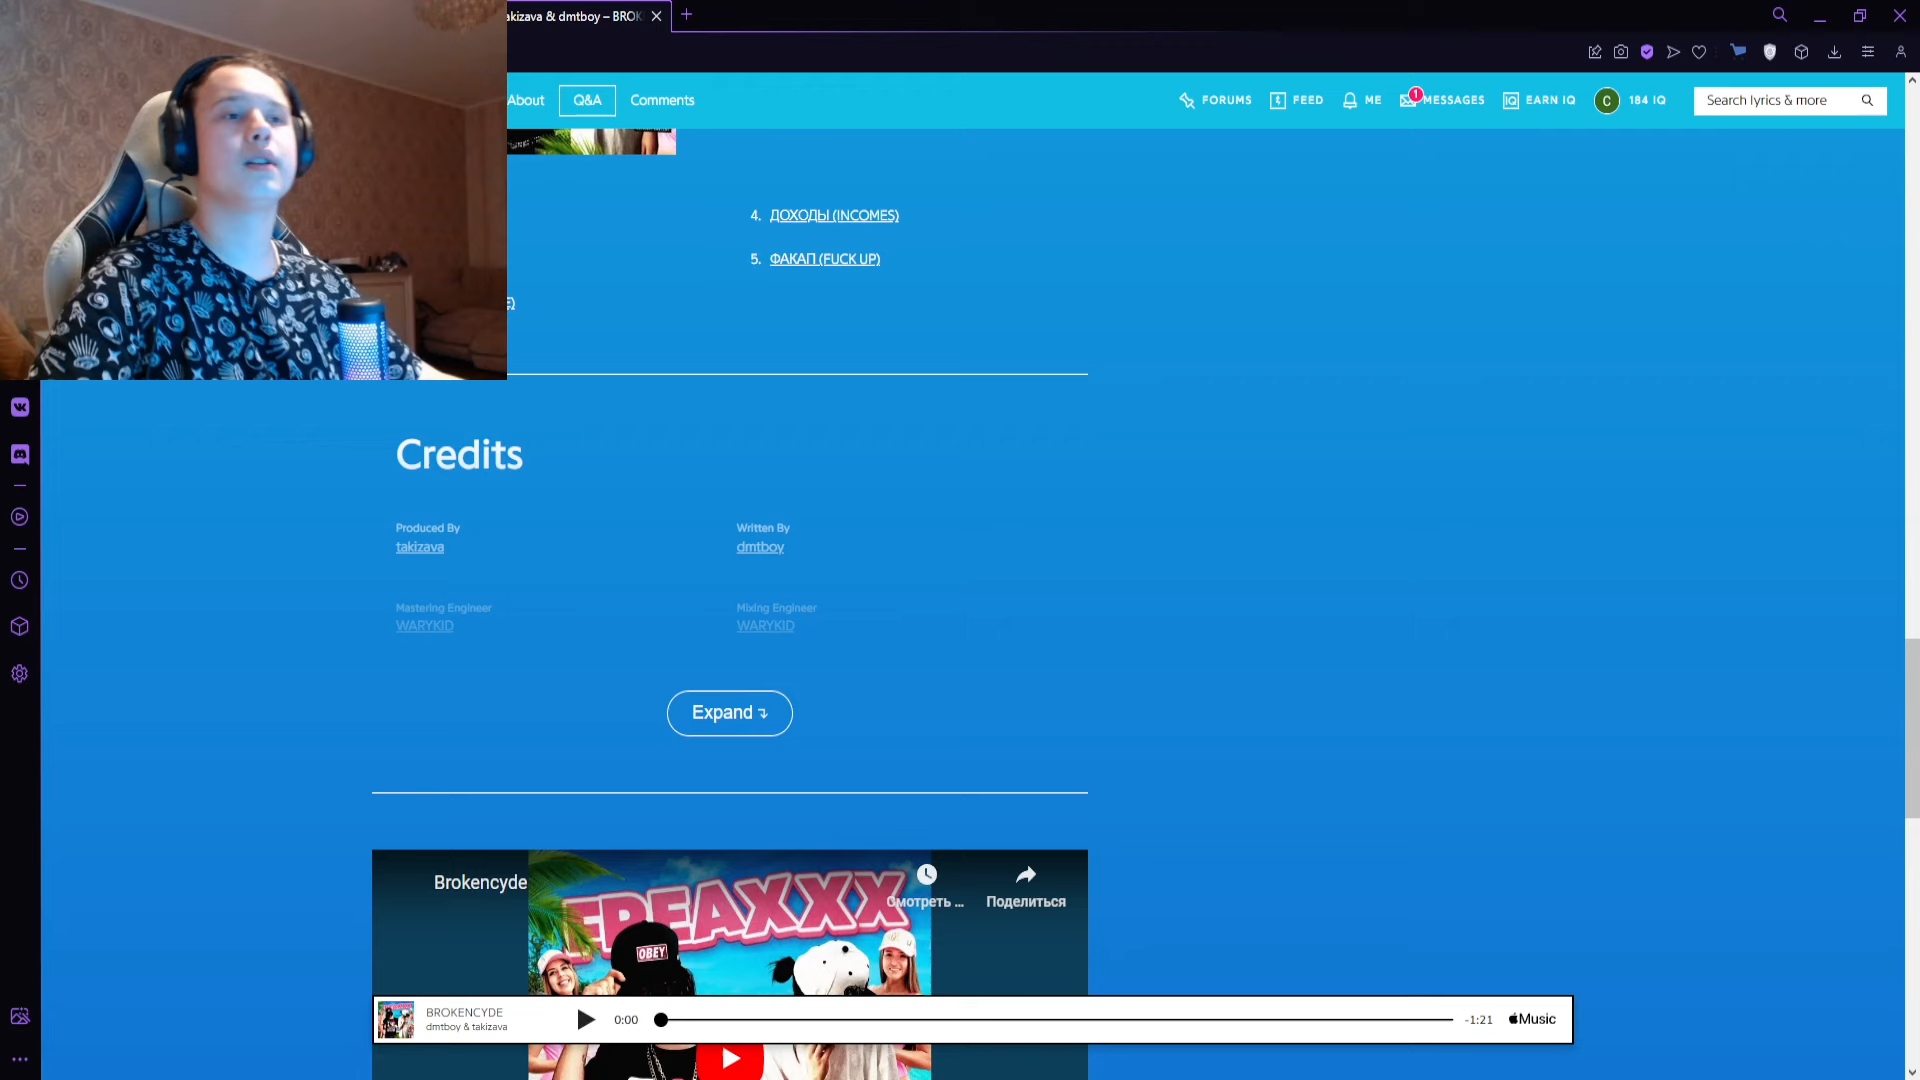 akizava & dmtboy – BROK
About
Q&A
Comments
FORUMS
FEED
ME
1
MESSAGES
IQ
EARN IQ
C
184 IQ
Search lyrics & more
4. ДОХОДЫ (INCOMES)
5. ФАКАП (FUCK UP)
E)
Credits
Produced By
takizava
Written By
dmtboy
Mastering Engineer
WARYKID
Mixing Engineer
WARYKID
Expand
Brokencyde
Смотреть ...
Поделиться
FREAXXX
OBEY
BROKENCYDE
dmtboy & takizava
0:00
-1:21
Music